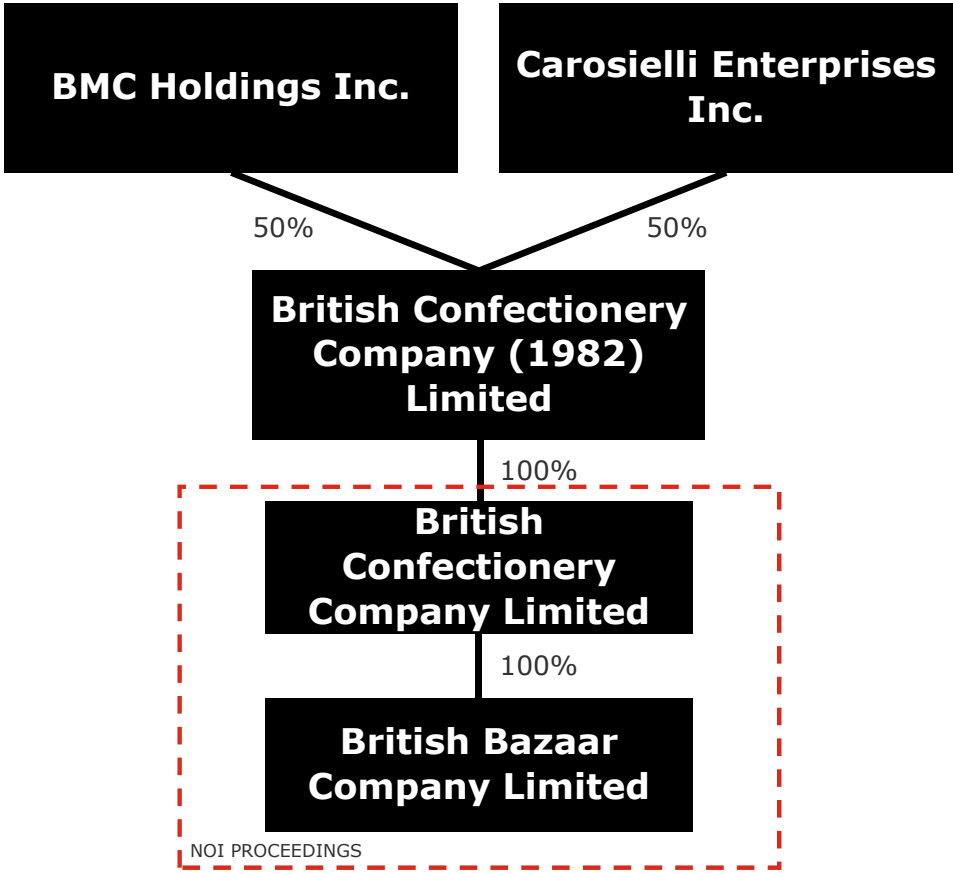 BMC Holdings Inc.
Carosielli Enterprises
Inc.
50%
50%
British Confectionery
Company (1982)
Limited
100%
British
Confectionery
Company Limited
100%
British Bazaar
Company Limited
NOI PROCEEDINGS